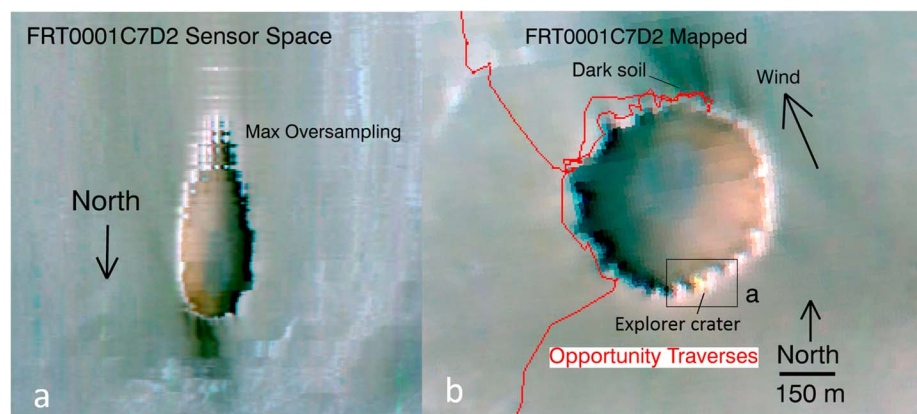 FRT0001C7D2 Sensor Space
Max Oversampling
North
a
FRT0001C7D2 Mapped
Dark soil
Wind
a
Explorer crater
Opportunity Traverses
North
150 m
b